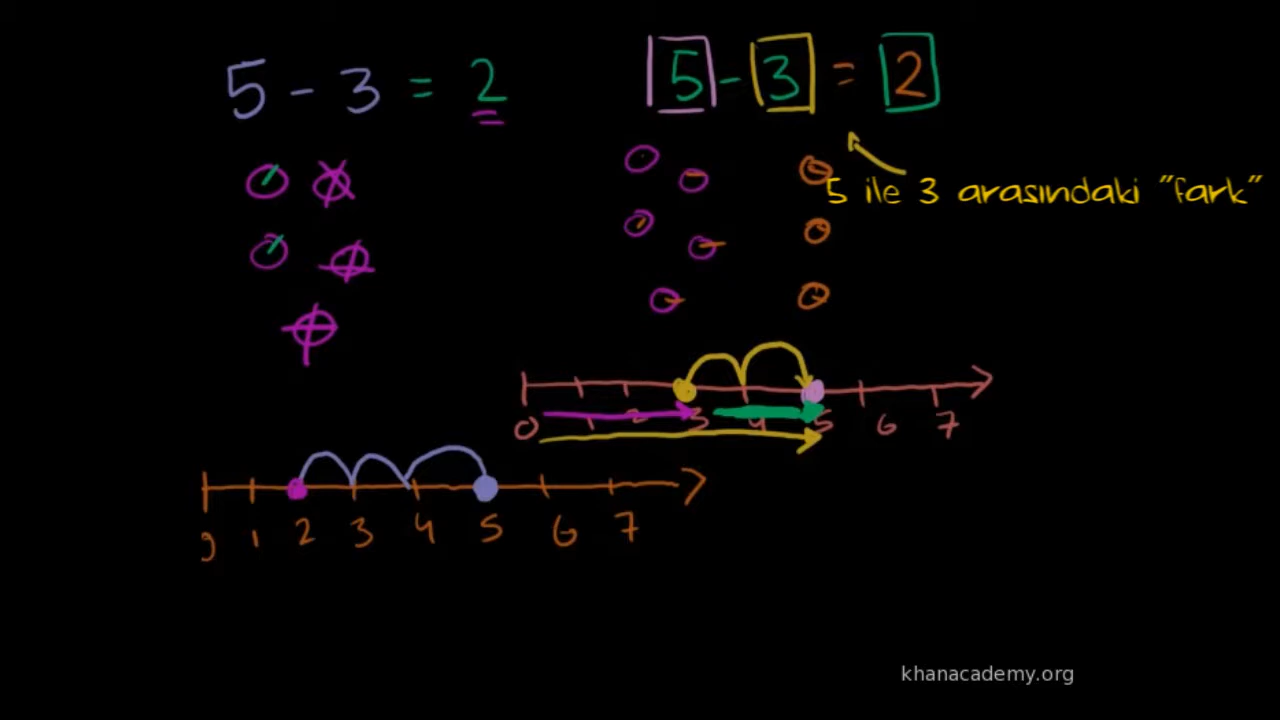 5 - 3 = 2
5 - 3 = 2
5 ile 3 arasındaki "fark"
0 1 2 3 4 5 6 7
0 1 2 3 4 5 6 7
khanacademy.org